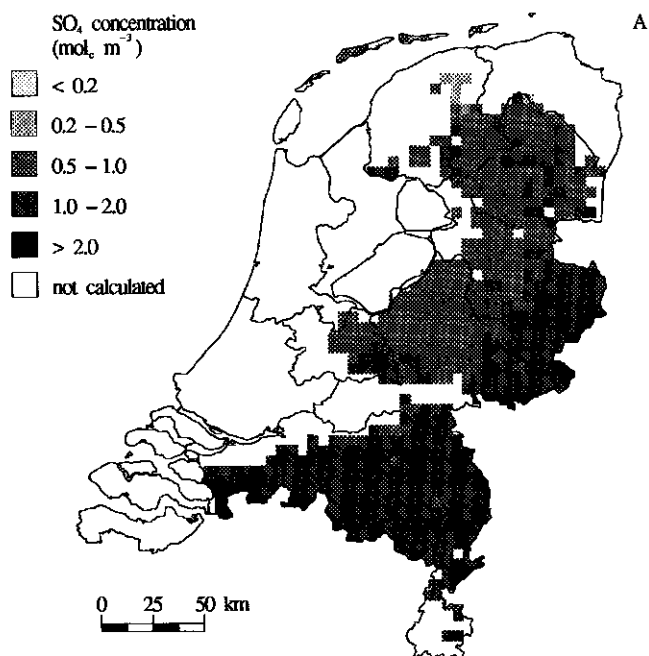 SO₄ concentration
(mol_c m⁻³)
A
< 0.2
0.2 – 0.5
0.5 – 1.0
1.0 – 2.0
> 2.0
not calculated
0 25 50 km